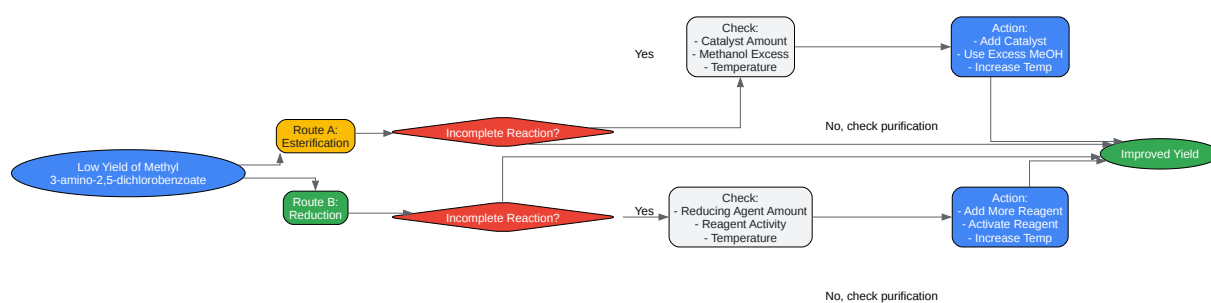 Low Yield of Methyl
3-amino-2,5-dichlorobenzoate
Route A:
Esterification
Incomplete Reaction?
Yes
Check:
- Catalyst Amount
- Methanol Excess
- Temperature
Action:
- Add Catalyst
- Use Excess MeOH
- Increase Temp
No, check purification
Improved Yield
Route B:
Reduction
Incomplete Reaction?
Yes
Check:
- Reducing Agent Amount
- Reagent Activity
- Temperature
Action:
- Add More Reagent
- Activate Reagent
- Increase Temp
No, check purification